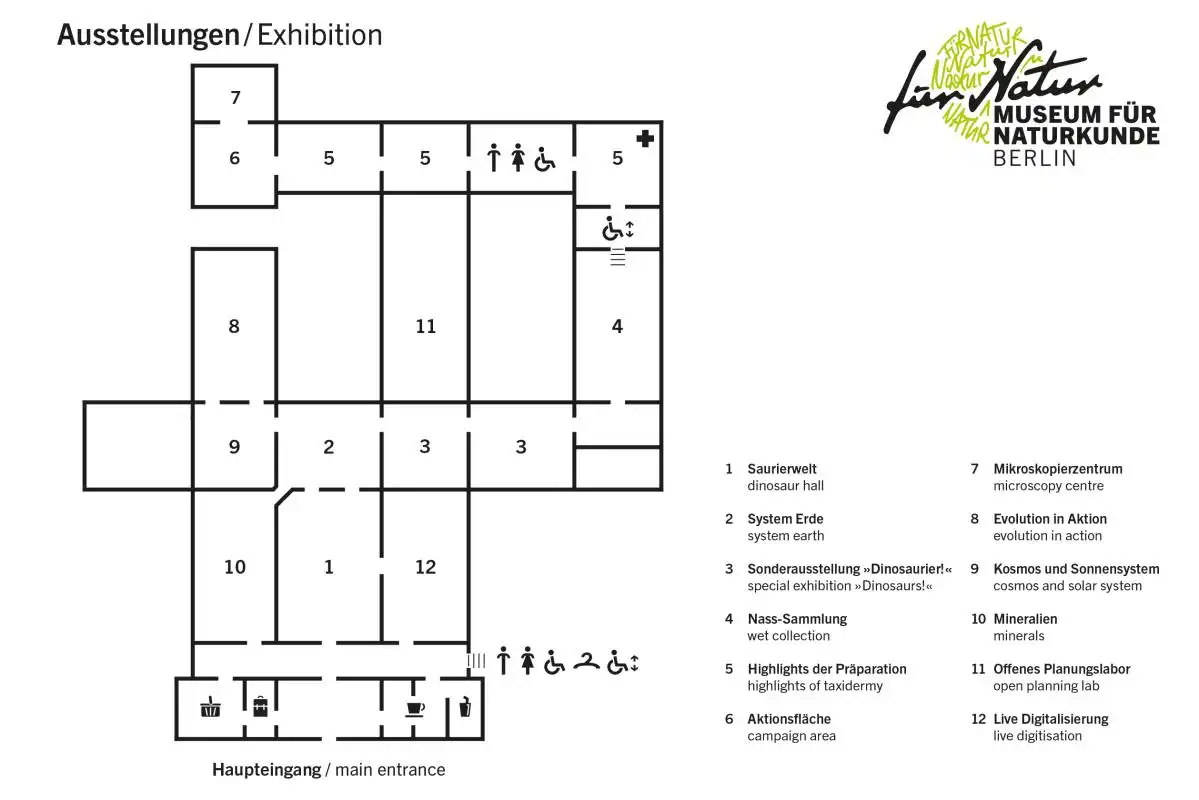 Ausstellungen / Exhibition
FÜR NATUR
Natur
Natur
NATUR
für Natur
MUSEUM FÜR
NATURKUNDE
BERLIN
7
6 5 5 5
8 11 4
9 2 3 3
10 1 12
Haupteingang / main entrance
1 Saurierwelt
dinosaur hall
2 System Erde
system earth
3 Sonderausstellung »Dinosaurier!«
special exhibition »Dinosaurs!«
4 Nass-Sammlung
wet collection
5 Highlights der Präparation
highlights of taxidermy
6 Aktionsfläche
campaign area
7 Mikroskopierzentrum
microscopy centre
8 Evolution in Aktion
evolution in action
9 Kosmos und Sonnensystem
cosmos and solar system
10 Mineralien
minerals
11 Offenes Planungslabor
open planning lab
12 Live Digitalisierung
live digitisation